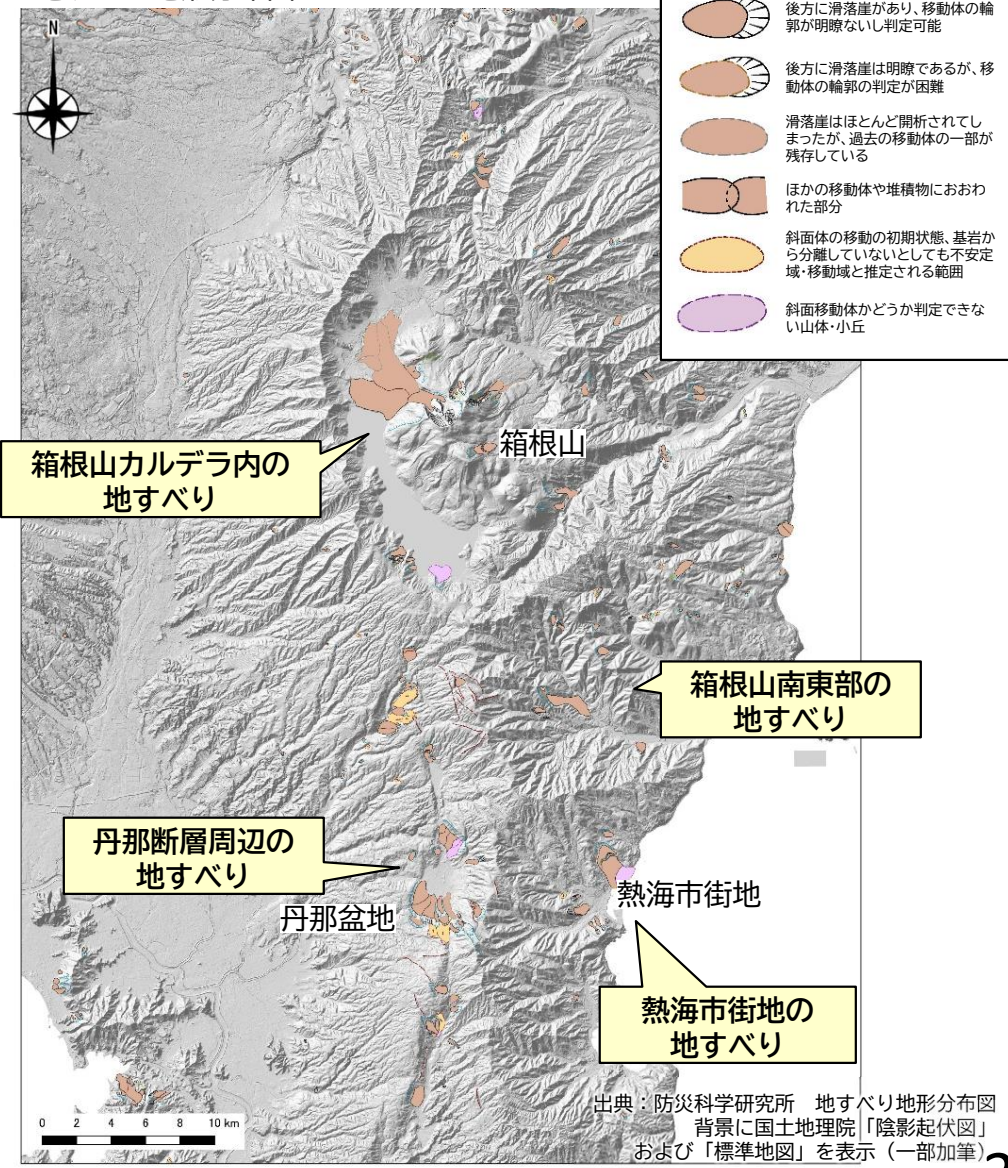 後方に滑落崖があり、移動体の輪
郭が明瞭ないし判定可能
後方に滑落崖は明瞭であるが、移
動体の輪郭の判定が困難
滑落崖はほとんど開析されてし
まったが、過去の移動体の一部が
残存している
ほかの移動体や堆積物におおわ
れた部分
斜面体の移動の初期状態、基岩か
ら分離していないとしても不安定
域・移動域と推定される範囲
斜面移動体かどうか判定できな
い山体・小丘
N
箱根山
箱根山カルデラ内の
地すべり
箱根山南東部の
地すべり
丹那断層周辺の
地すべり
丹那盆地
熱海市街地
熱海市街地の
地すべり
0 2 4 6 8 10 km
出典：防災科学研究所 地すべり地形分布図
背景に国土地理院「陰影起伏図」
および「標準地図」を表示（一部加筆）